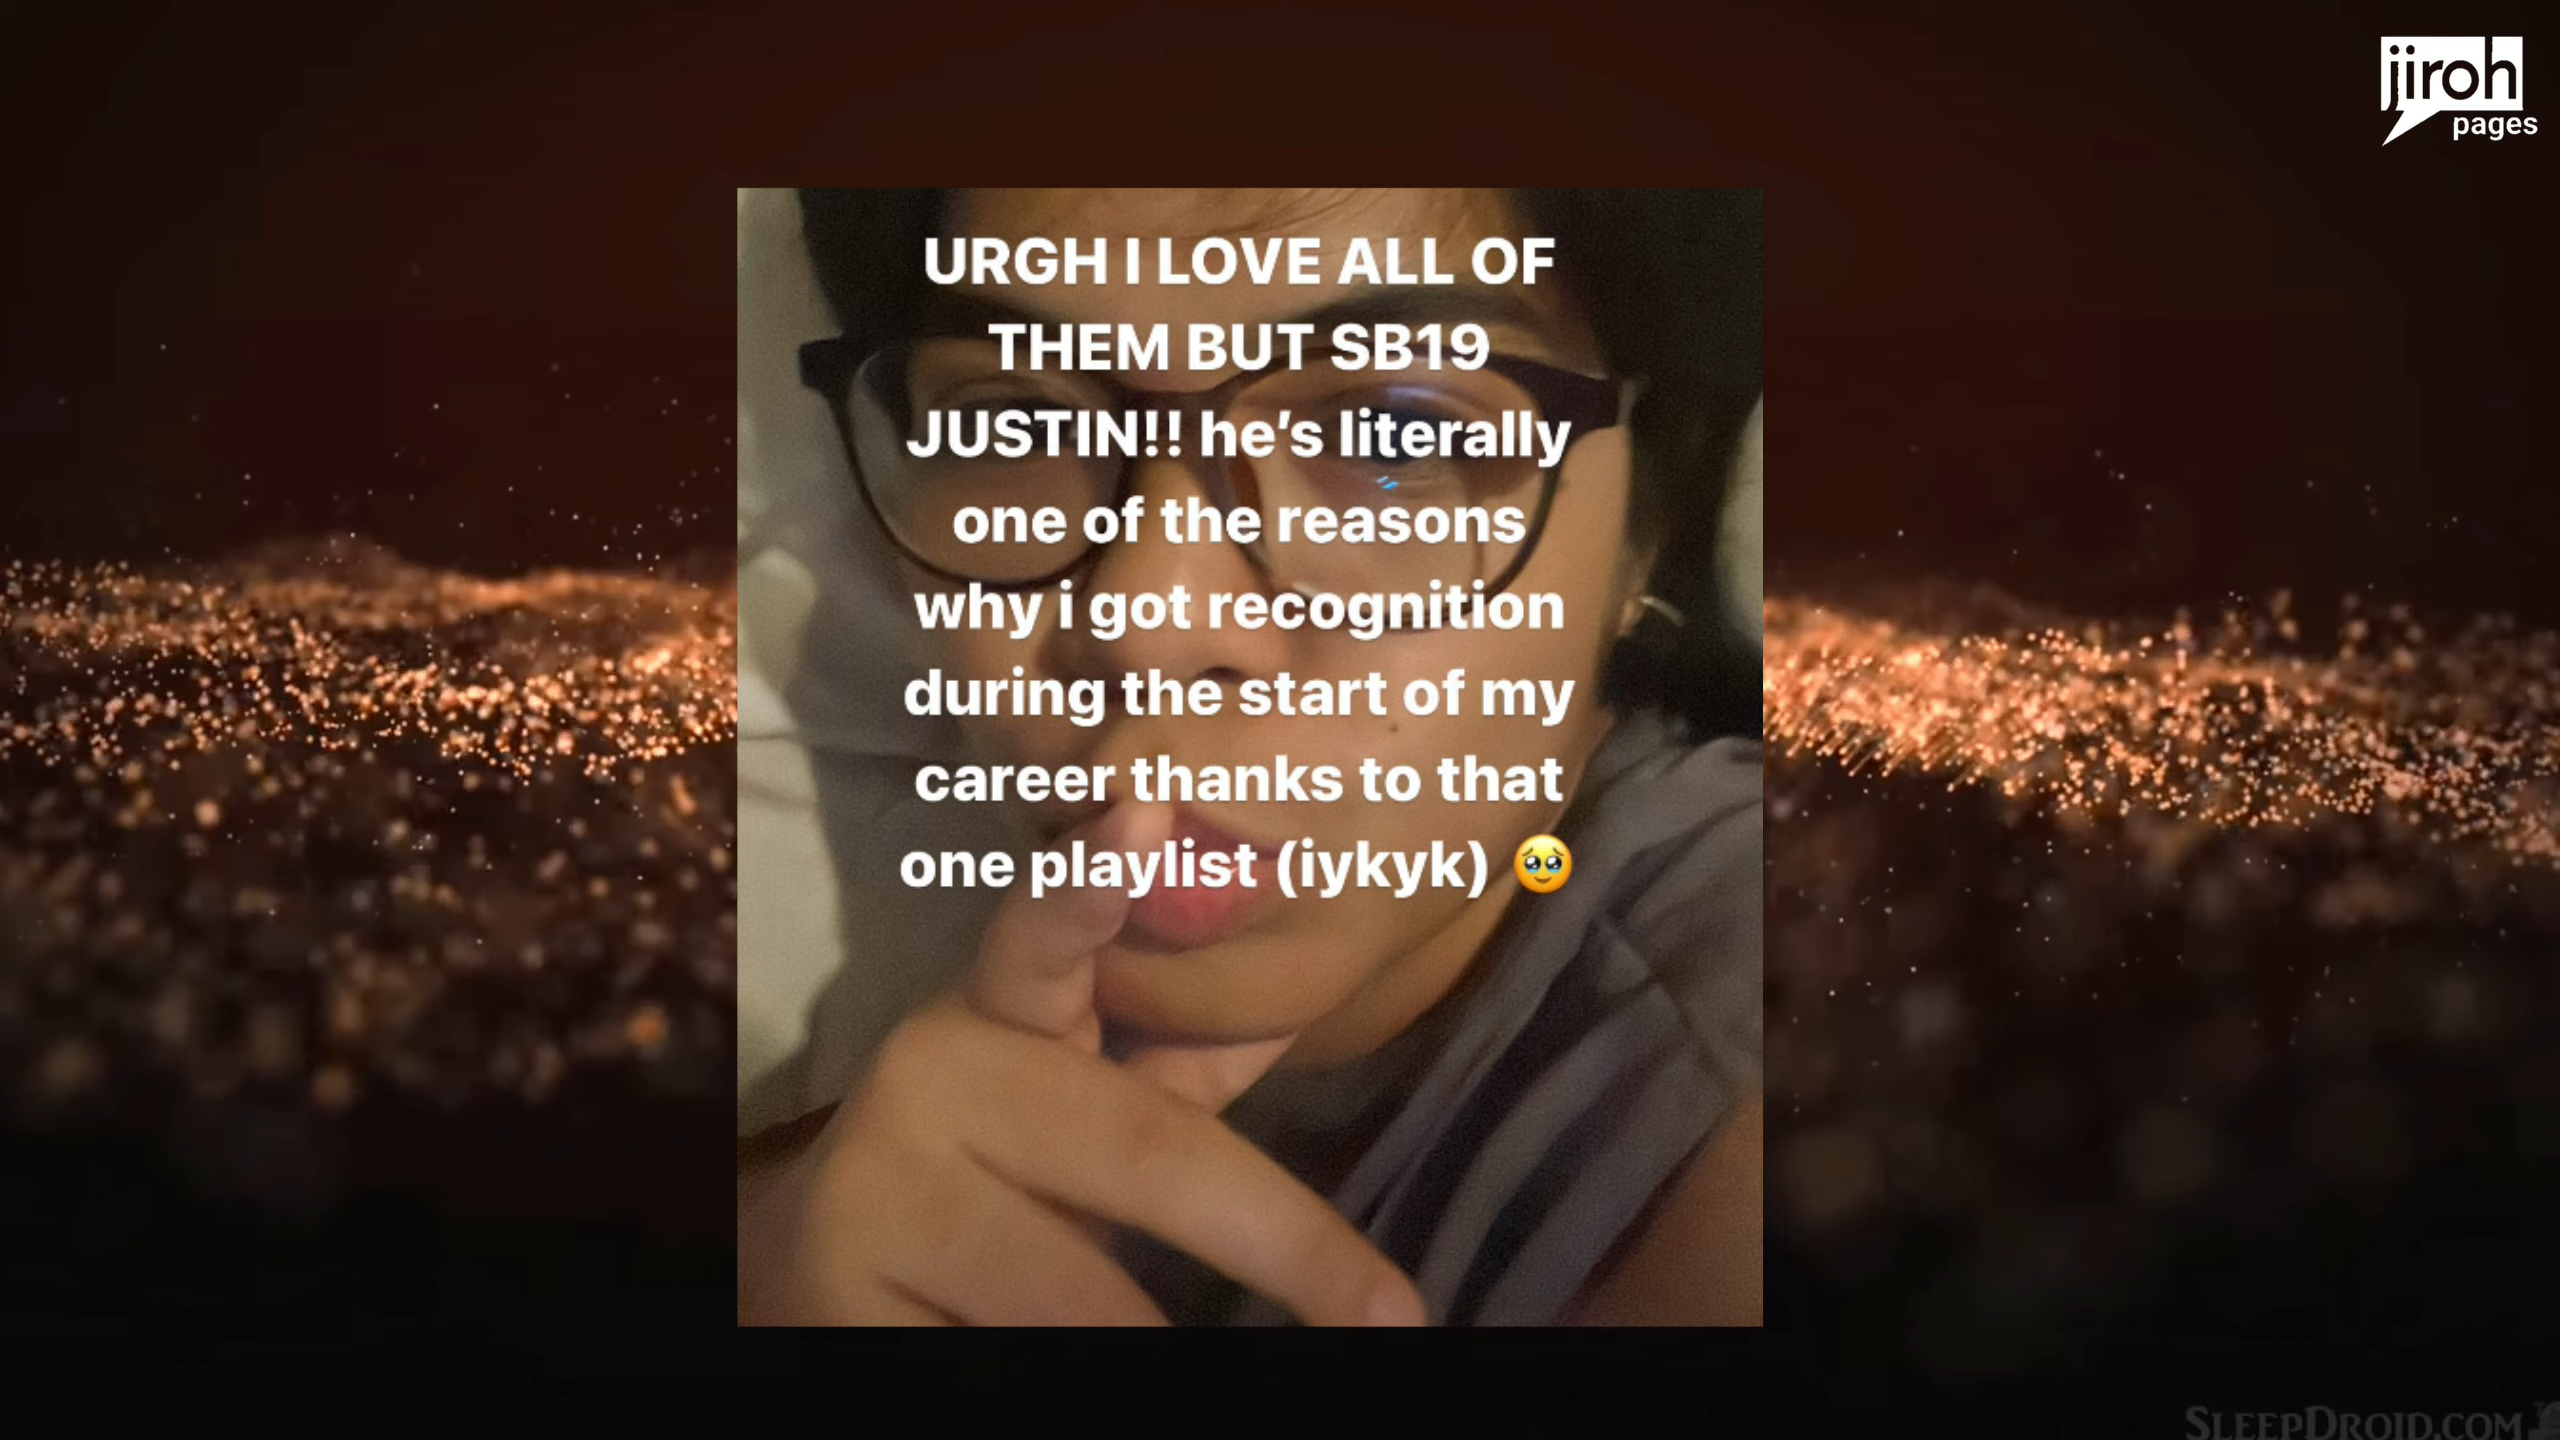 jiroh
pages
URGH I LOVE ALL OF
THEM BUT SB19
JUSTIN!! he’s literally
one of the reasons
why i got recognition
during the start of my
career thanks to that
one playlist (iykyk) 🥹
SLEEPDROID.COM